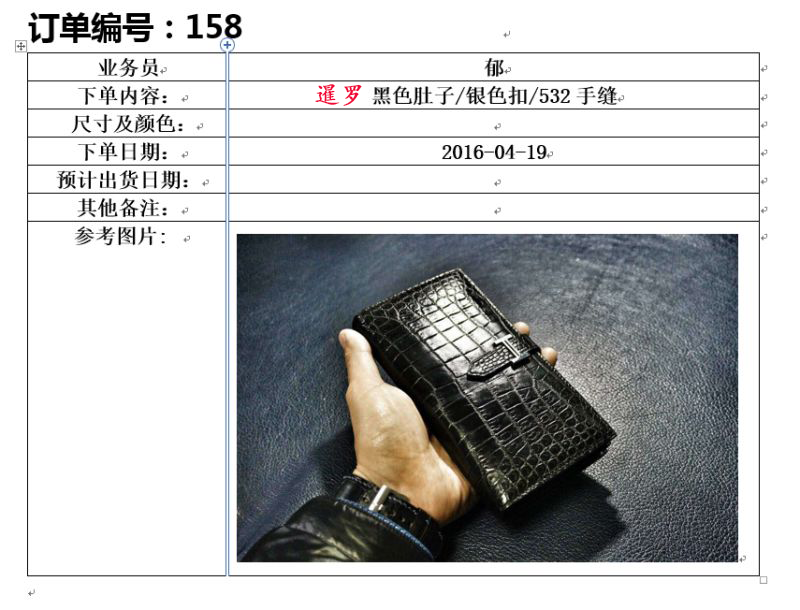 订单编号：158
业务员 郁
下单内容： 暹罗 黑色肚子/银色扣/532 手缝
尺寸及颜色：
下单日期： 2016-04-19
预计出货日期：
其他备注：
参考图片：